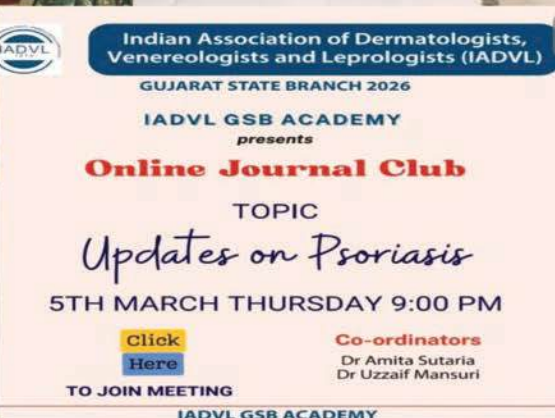 IADVL
Indian Association of Dermatologists,
Venereologists and Leprologists (IADVL)
GUJARAT STATE BRANCH 2026
IADVL GSB ACADEMY
presents
Online Journal Club
TOPIC
Updates on Psoriasis
5TH MARCH THURSDAY 9:00 PM
Click
Here
TO JOIN MEETING
Co-ordinators
Dr Amita Sutaria
Dr Uzzaif Mansuri
IADVL GSB ACADEMY